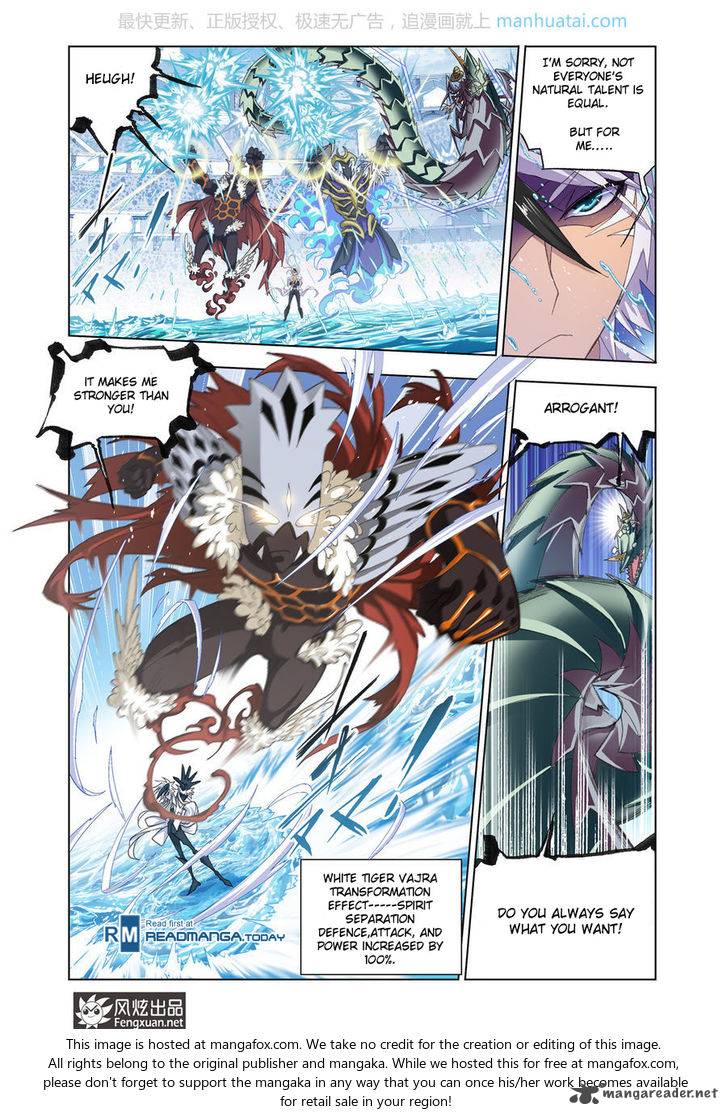 最快更新、正版授权、极速无广告，追漫画就上 manhuatai.com
HEUGH!
I'M SORRY, NOT
EVERYONE'S
NATURAL TALENT IS
EQUAL.
BUT FOR
ME.....
IT MAKES ME
STRONGER THAN
YOU!
ARROGANT!
WHITE TIGER VAJRA
TRANSFORMATION
EFFECT-----SPIRIT
SEPARATION
DEFENCE,ATTACK, AND
POWER INCREASED BY
100%.
DO YOU ALWAYS SAY
WHAT YOU WANT!
RM Read first at
READMANGA.TODAY
风炫出品
Fengxuan.net
This image is hosted at mangafox.com. We take no credit for the creation or editing of this image.
All rights belong to the original publisher and mangaka. While we hosted this for free at mangafox.com,
please don't forget to support the mangaka in any way that you can once his/her work becomes available
for retail sale in your region!
mangareader.net